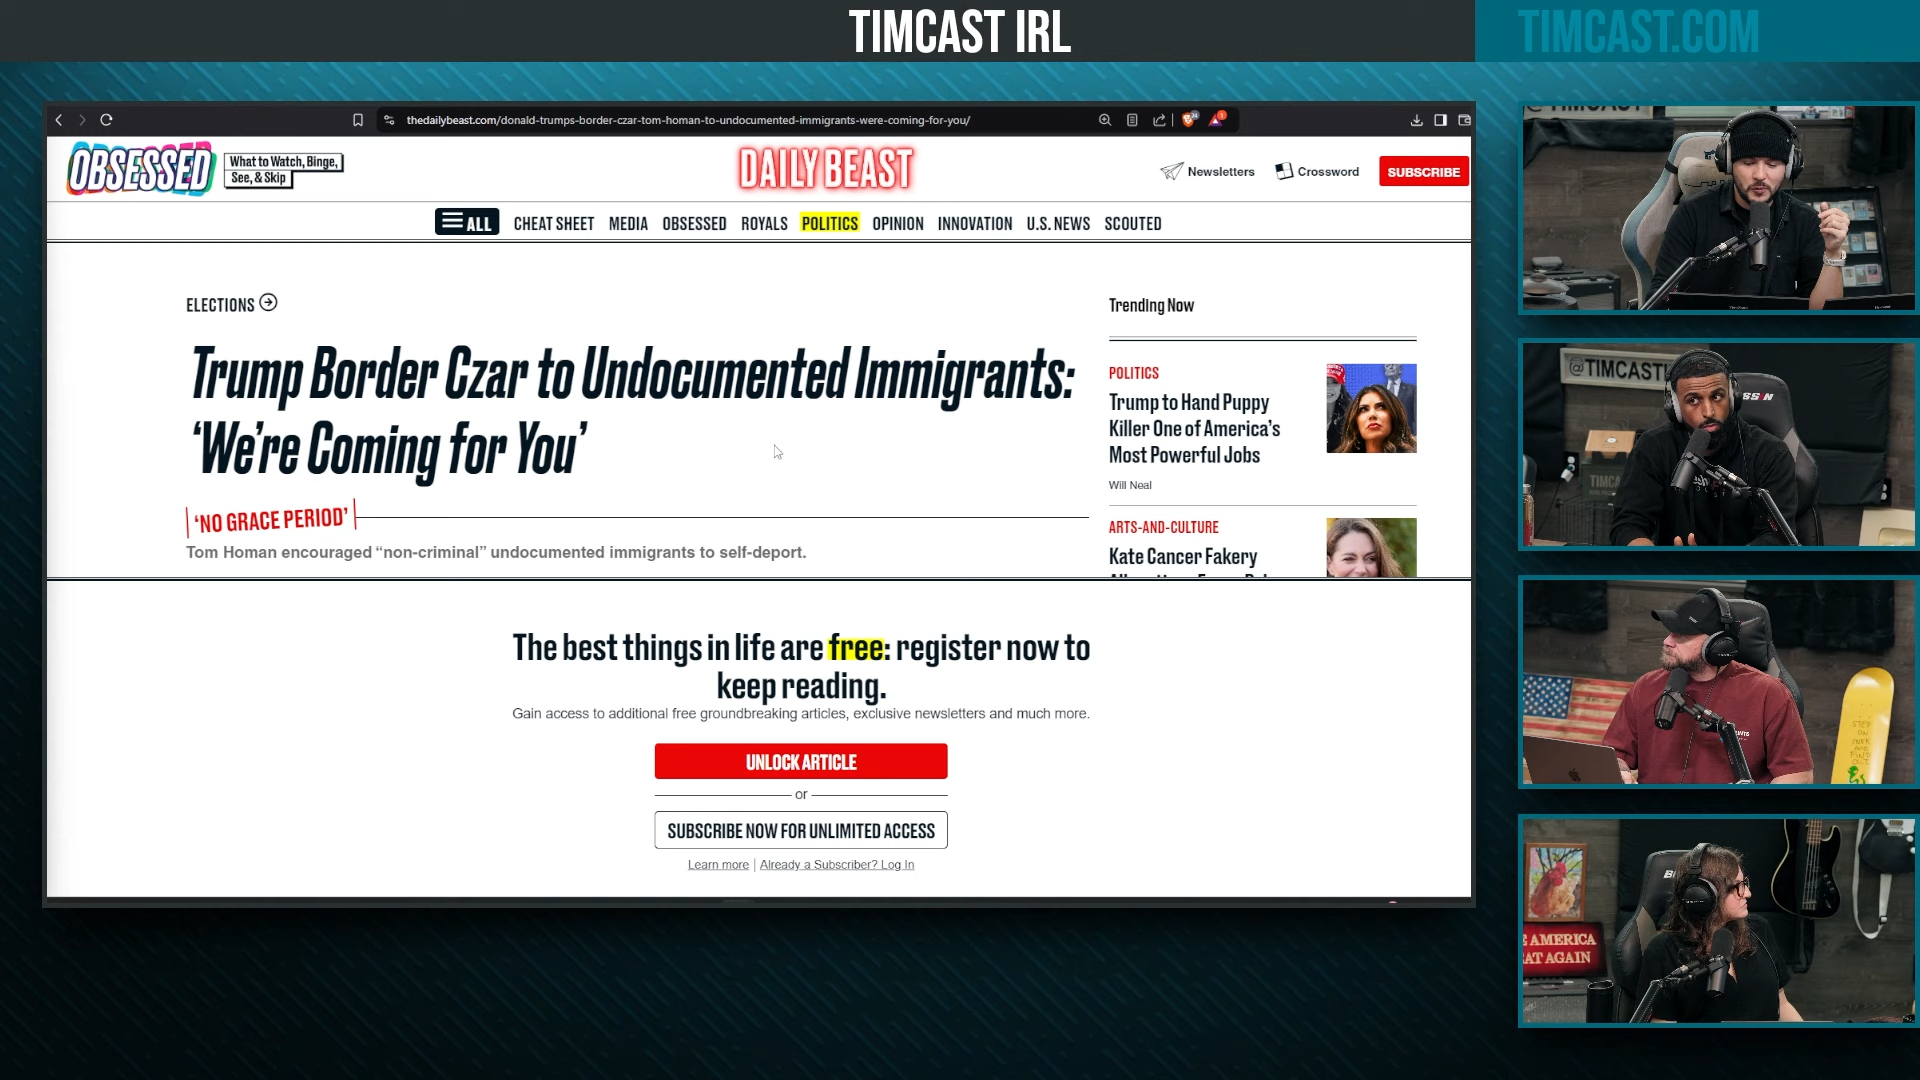 TIMCAST IRL
TIMCAST.COM
thedailybeast.com/donald-trumps-border-czar-tom-homan-to-undocumented-immigrants-were-coming-for-you/
OBSESSED
What to Watch, Binge,
See, & Skip
DAILY BEAST
Newsletters
Crossword
SUBSCRIBE
ALL
CHEAT SHEET
MEDIA
OBSESSED
ROYALS
POLITICS
OPINION
INNOVATION
U.S. NEWS
SCOUTED
ELECTIONS
Trump Border Czar to Undocumented Immigrants:
‘We’re Coming for You’
‘NO GRACE PERIOD’
Tom Homan encouraged “non-criminal” undocumented immigrants to self-deport.
Trending Now
POLITICS
Trump to Hand Puppy
Killer One of America’s
Most Powerful Jobs
Will Neal
ARTS-AND-CULTURE
Kate Cancer Fakery
The best things in life are free: register now to
keep reading.
Gain access to additional free groundbreaking articles, exclusive newsletters and much more.
UNLOCK ARTICLE
or
SUBSCRIBE NOW FOR UNLIMITED ACCESS
Learn more | Already a Subscriber? Log In
@TIMCAST
STEP
ON
SNEK
AND
FIND
OUT
AMERICA
AT AGAIN